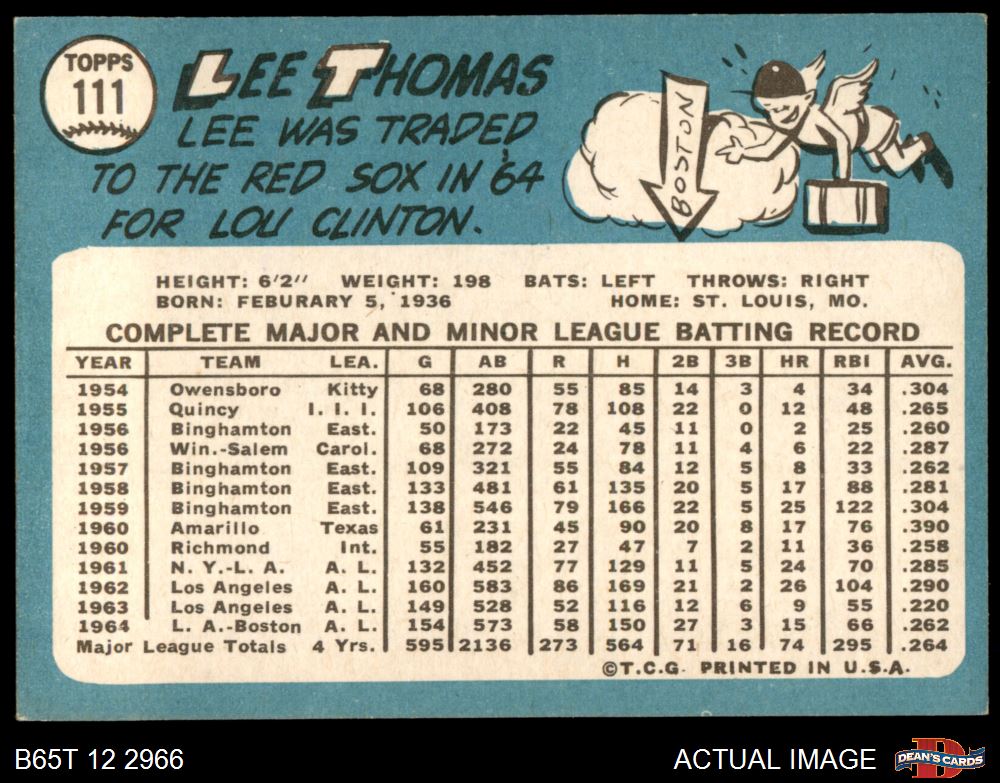 TOPPS
111
LEE THOMAS
LEE WAS TRADED
TO THE RED SOX IN '64
FOR LOU CLINTON.
BOSTON
HEIGHT: 6'2" WEIGHT: 198 BATS: LEFT THROWS: RIGHT
BORN: FEBURARY 5, 1936 HOME: ST. LOUIS, MO.
COMPLETE MAJOR AND MINOR LEAGUE BATTING RECORD
YEAR TEAM LEA. G AB R H 2B 3B HR RBI AVG.
1954 Owensboro Kitty 68 280 55 85 14 3 4 34 .304
1955 Quincy I. I. I. 106 408 78 108 22 0 12 48 .265
1956 Binghamton East. 50 173 22 45 11 0 2 25 .260
1956 Win.-Salem Carol. 68 272 24 78 11 4 6 22 .287
1957 Binghamton East. 109 321 55 84 12 5 8 33 .262
1958 Binghamton East. 133 481 61 135 20 5 17 88 .281
1959 Binghamton East. 138 546 79 166 22 5 25 122 .304
1960 Amarillo Texas 61 231 45 90 20 8 17 76 .390
1960 Richmond Int. 55 182 27 47 7 2 11 36 .258
1961 N. Y.-L. A. A. L. 132 452 77 129 11 5 24 70 .285
1962 Los Angeles A. L. 160 583 86 169 21 2 26 104 .290
1963 Los Angeles A. L. 149 528 52 116 12 6 9 55 .220
1964 L. A.-Boston A. L. 154 573 58 150 27 3 15 66 .262
Major League Totals 4 Yrs. 595 2136 273 564 71 16 74 295 .264
©T.C.G. PRINTED IN U.S.A.
B65T 12 2966 ACTUAL IMAGE
D
DEAN'S CARDS